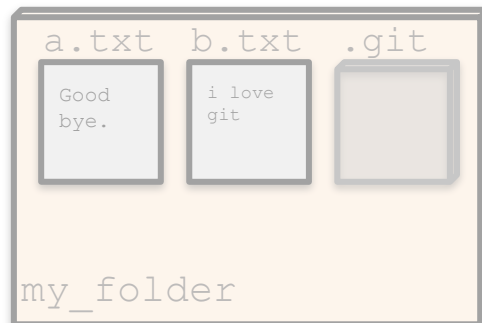 a.txt b.txt .git
Good
bye.
i love
git
my_folder